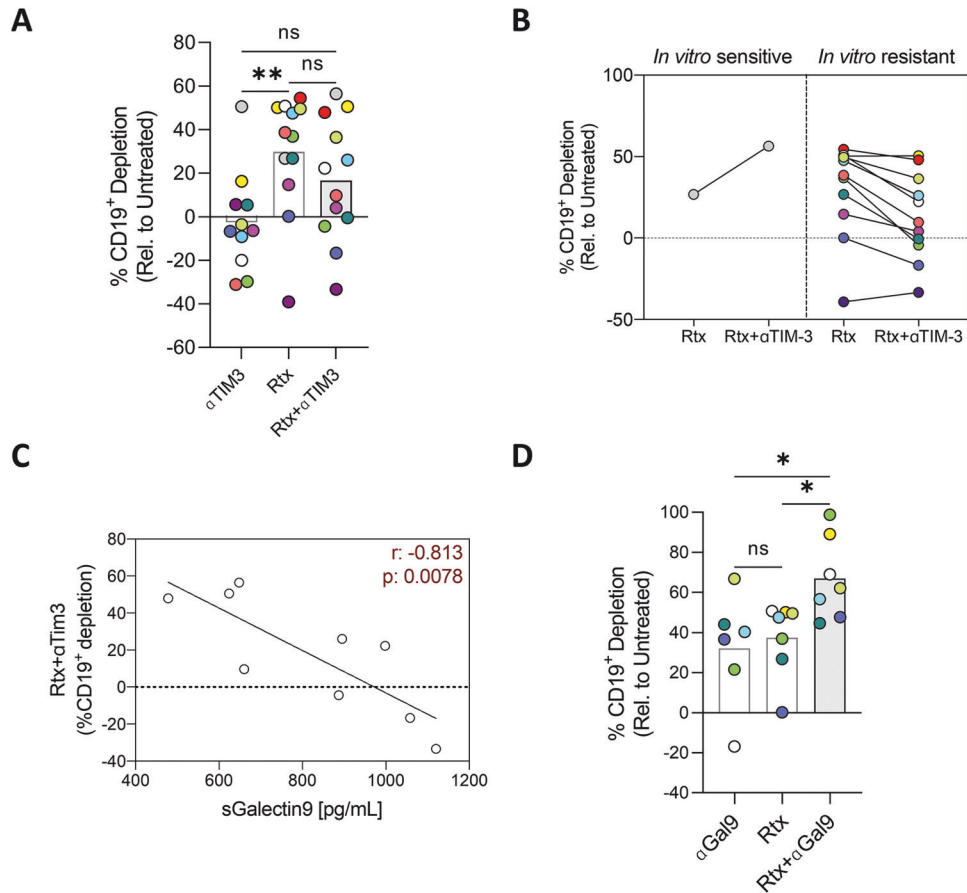 A
80
60
40
20
0
-20
-40
-60
% CD19⁺ Depletion
(Rel. to Untreated)
ns
** ns
αTIM3
Rtx
Rtx+αTIM3
B
In vitro sensitive In vitro resistant
100
50
0
-50
% CD19⁺ Depletion
(Rel. to Untreated)
Rtx Rtx+αTIM-3 Rtx Rtx+αTIM-3
C
80
60
40
20
0
-20
-40
Rtx+αTim3
(%CD19⁺ depletion)
r: -0.813
p: 0.0078
400 600 800 1000 1200
sGalectin9 [pg/mL]
D
100
80
60
40
20
0
-20
-40
% CD19⁺ Depletion
(Rel. to Untreated)
*
*
ns
αGal9
Rtx
Rtx+αGal9